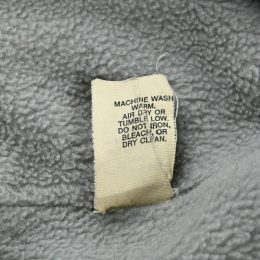 MACHINE WASH
WARM.
AIR DRY OR
TUMBLE LOW.
DO NOT IRON,
BLEACH, OR
DRY CLEAN.